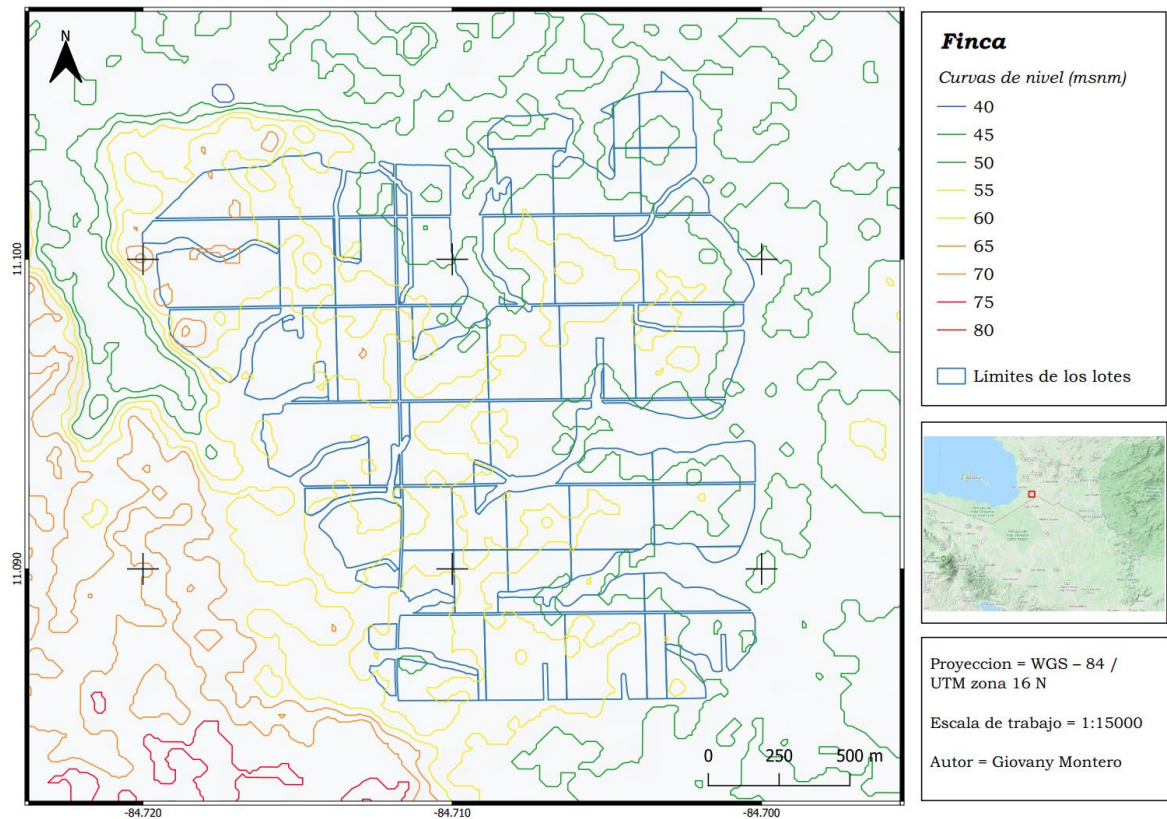 N
11.100
11.090
-84.720
-84.710
-84.700
0 250 500 m
Finca
Curvas de nivel (msnm)
40
45
50
55
60
65
70
75
80
Límites de los lotes
Proyeccion = WGS – 84 /
UTM zona 16 N
Escala de trabajo = 1:15000
Autor = Giovany Montero